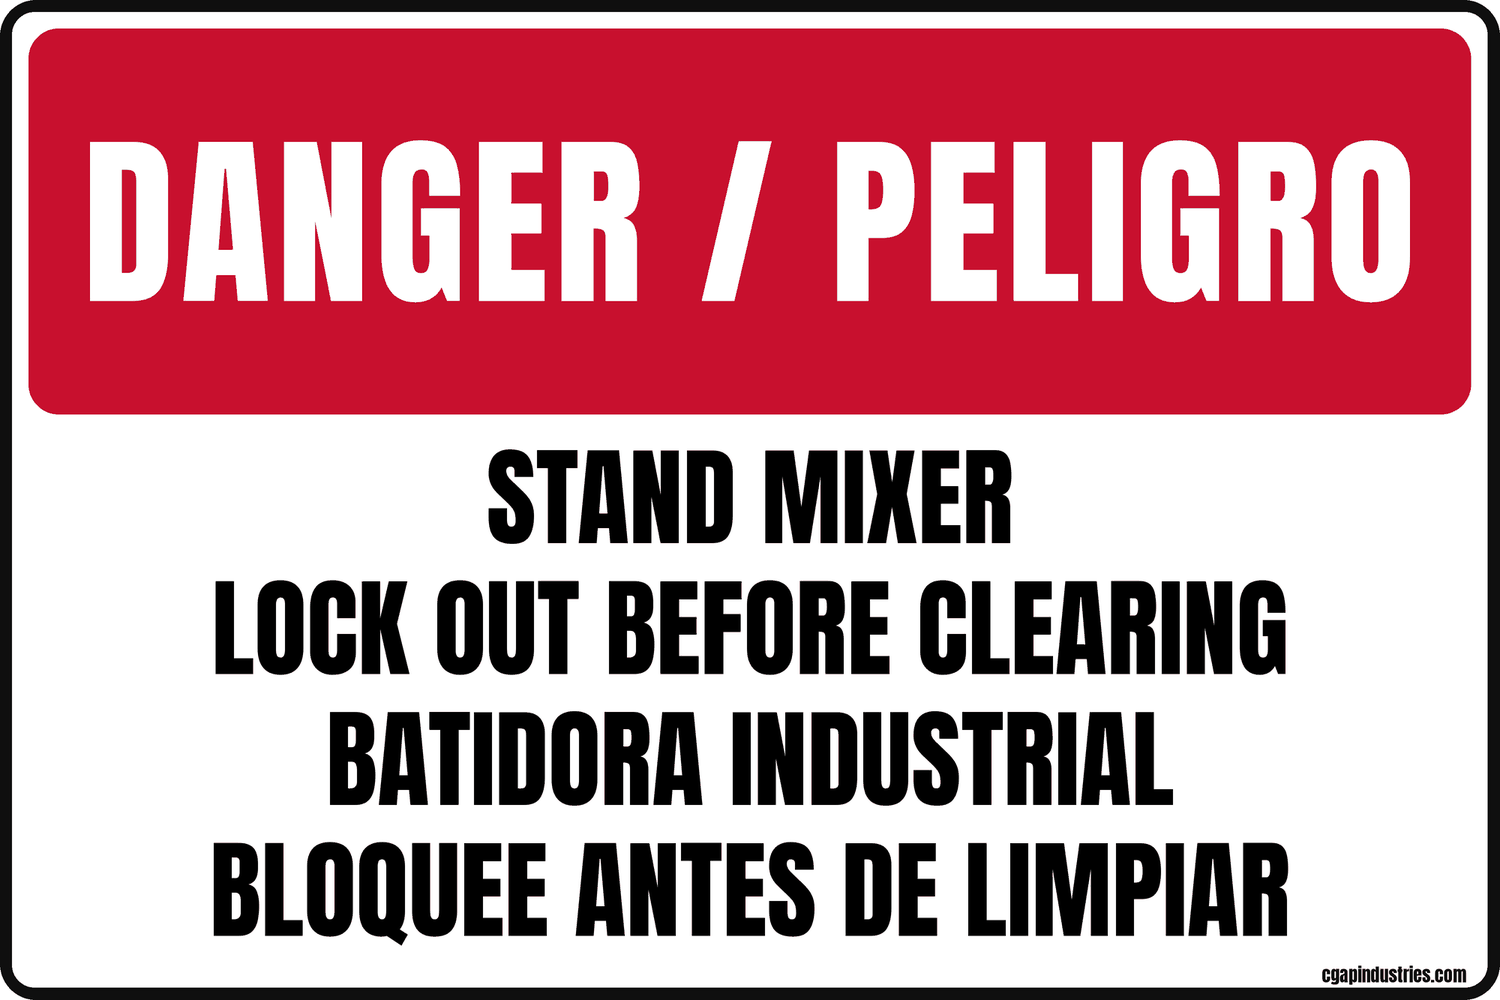 DANGER / PELIGRO
STAND MIXER
LOCK OUT BEFORE CLEARING
BATIDORA INDUSTRIAL
BLOQUEE ANTES DE LIMPIAR
cgapindustries.com